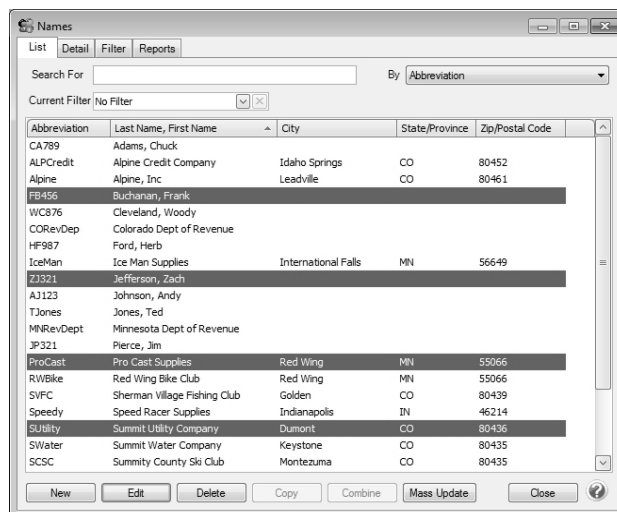 Names
List Detail Filter Reports
Search For By Abbreviation
Current Filter No Filter
Abbreviation Last Name, First Name City State/Province Zip/Postal Code
CA789 Adams, Chuck
ALPCredit Alpine Credit Company Idaho Springs CO 80452
Alpine Alpine, Inc Leadville CO 80461
FB456 Buchanan, Frank
WC876 Cleveland, Woody
CORevDep Colorado Dept of Revenue
HF987 Ford, Herb
IceMan Ice Man Supplies International Falls MN 56649
ZJ321 Jefferson, Zach
AJ123 Johnson, Andy
TJones Jones, Ted
MNRevDept Minnesota Dept of Revenue
JP321 Pierce, Jim
ProCast Pro Cast Supplies Red Wing MN 55066
RWBike Red Wing Bike Club Red Wing MN 55066
SVFC Sherman Village Fishing Club Golden CO 80439
Speedy Speed Racer Supplies Indianapolis IN 46214
SUtility Summit Utility Company Dumont CO 80436
SWater Summit Water Company Keystone CO 80435
SCSC Summity County Ski Club Montezuma CO 80435
New Edit Delete Copy Combine Mass Update Close ?